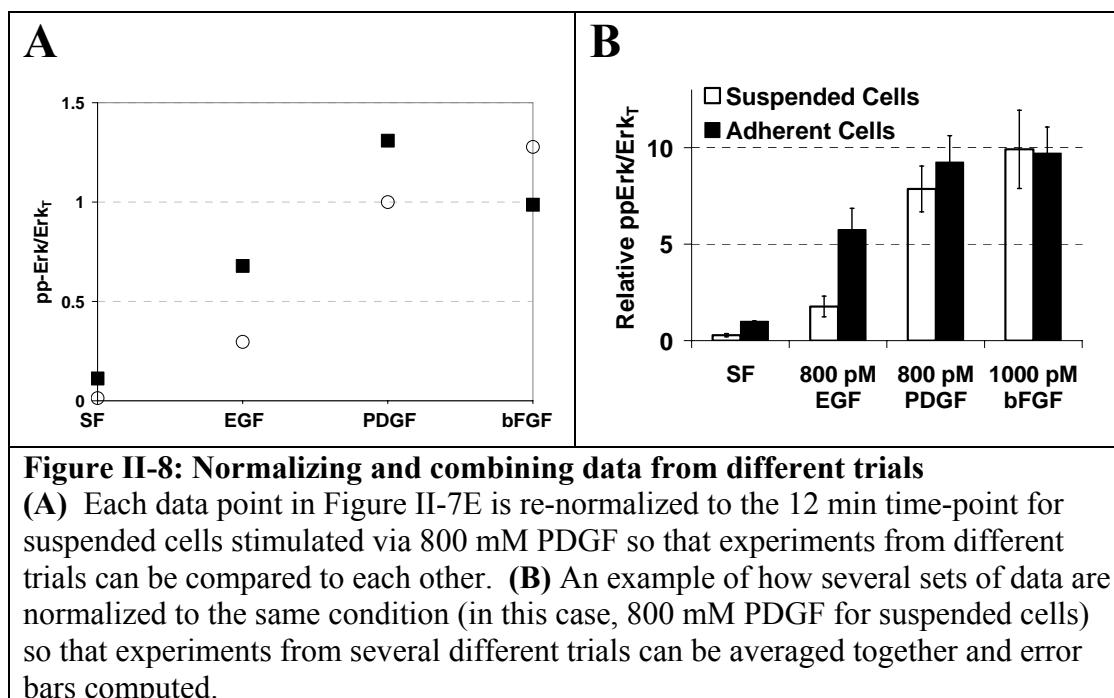 A
1.5
1
0.5
0
pp-Erk/ErkT
SF
EGF
PDGF
bFGF
B
Suspended Cells
Adherent Cells
10
5
0
Relative ppErk/ErkT
SF
800 pM
EGF
800 pM
PDGF
1000 pM
bFGF
Figure II-8: Normalizing and combining data from different trials
(A) Each data point in Figure II-7E is re-normalized to the 12 min time-point for
suspended cells stimulated via 800 mM PDGF so that experiments from different
trials can be compared to each other. (B) An example of how several sets of data are
normalized to the same condition (in this case, 800 mM PDGF for suspended cells)
so that experiments from several different trials can be averaged together and error
bars computed.